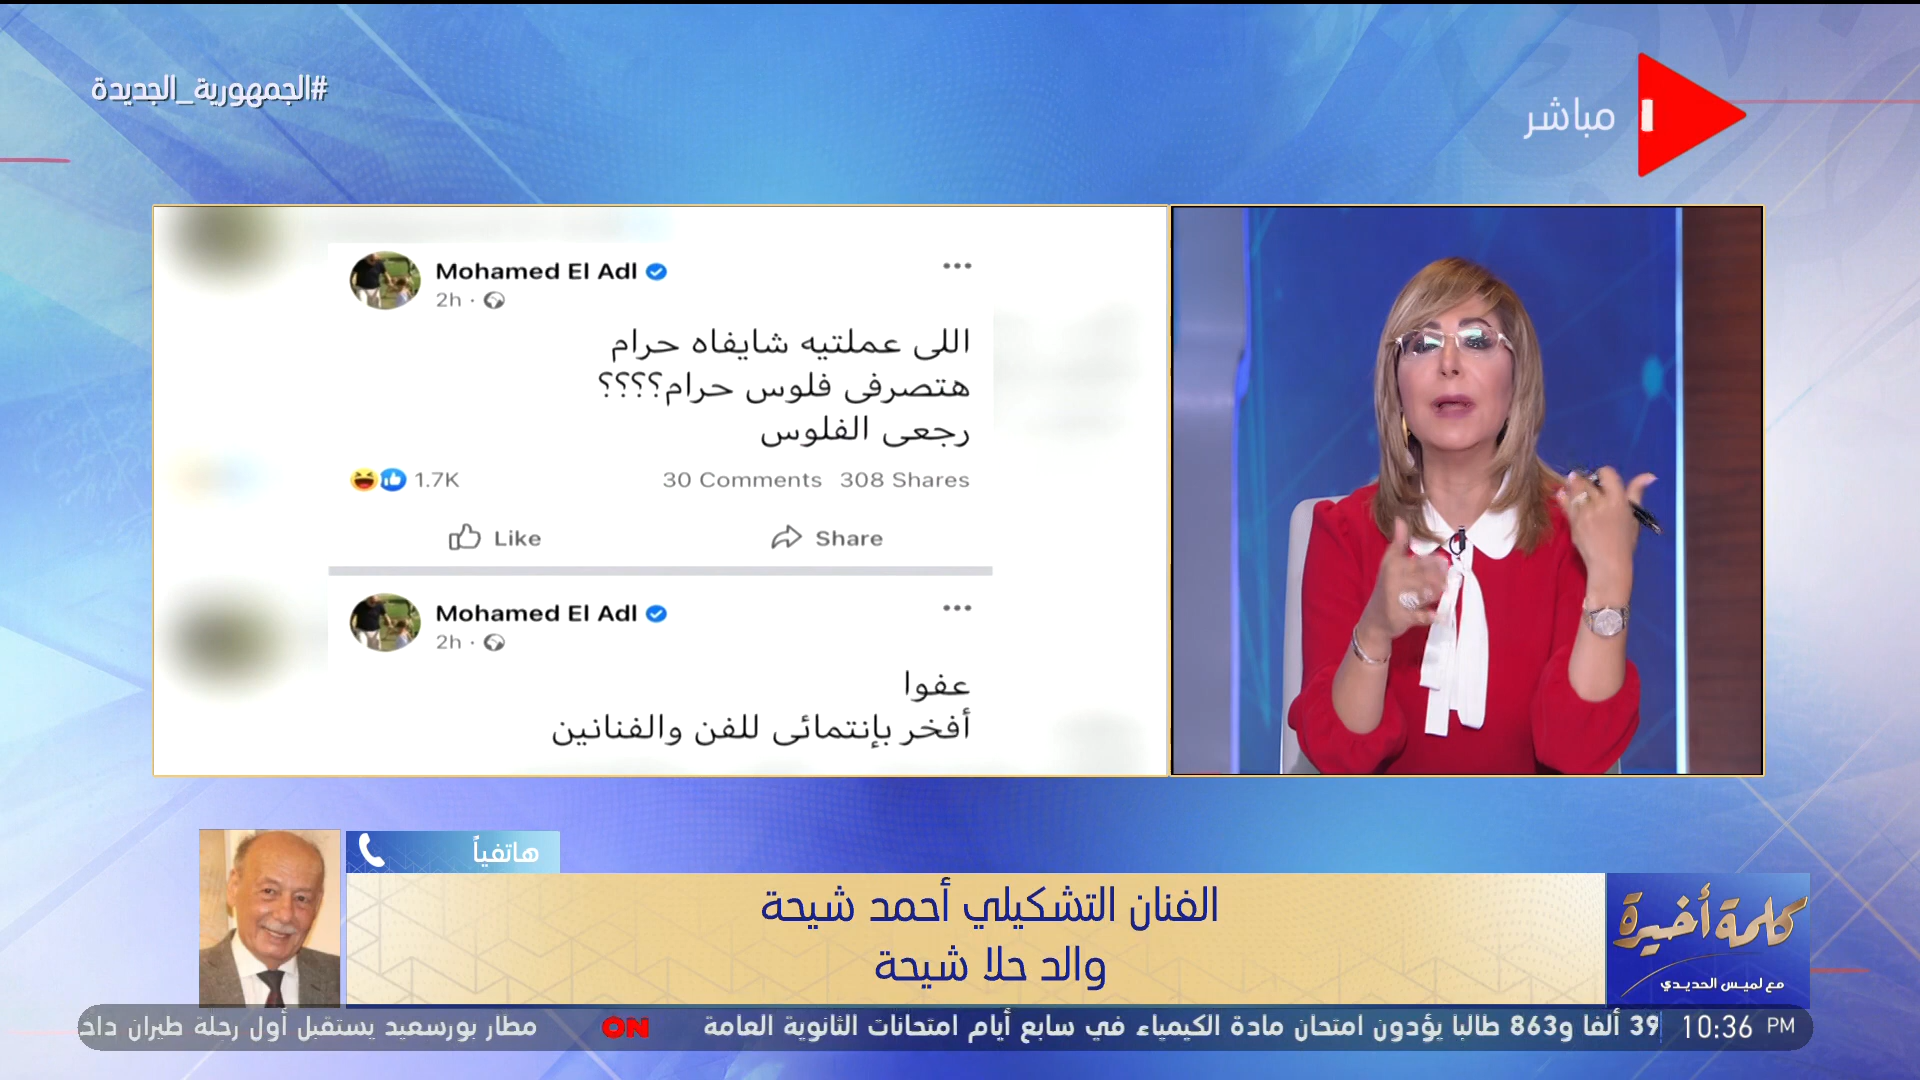 #الجمهورية_الجديدة
مباشر
Mohamed El Adl
2h ·
اللى عملتيه شايفاه حرام
هتصرفى فلوس حرام؟؟؟؟
رجعى الفلوس
1.7K
30 Comments 308 Shares
Like
Share
Mohamed El Adl
2h ·
عفوا
أفخر بإنتمائى للفن والفنانين
هاتفياً
الفنان التشكيلي أحمد شيحة
والد حلا شيحة
كلمة أخيرة
مع لميس الحديدي
39 ألفا و863 طالبا يؤدون امتحان مادة الكيمياء في سابع أيام امتحانات الثانوية العامة ON مطار بورسعيد يستقبل أول رحلة طيران داخ
10:36 PM